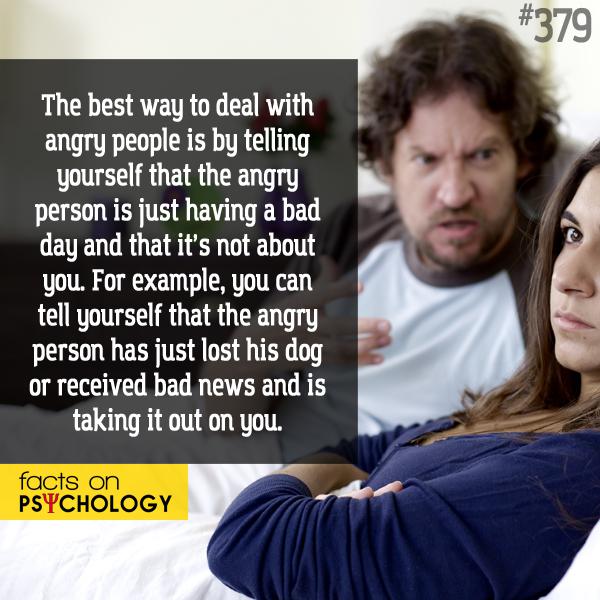 #379
The best way to deal with
angry people is by telling
yourself that the angry
person is just having a bad
day and that it's not about
you. For example, you can
tell yourself that the angry
person has just lost his dog
or received bad news and is
taking it out on you.
facts on
PSYCHOLOGY